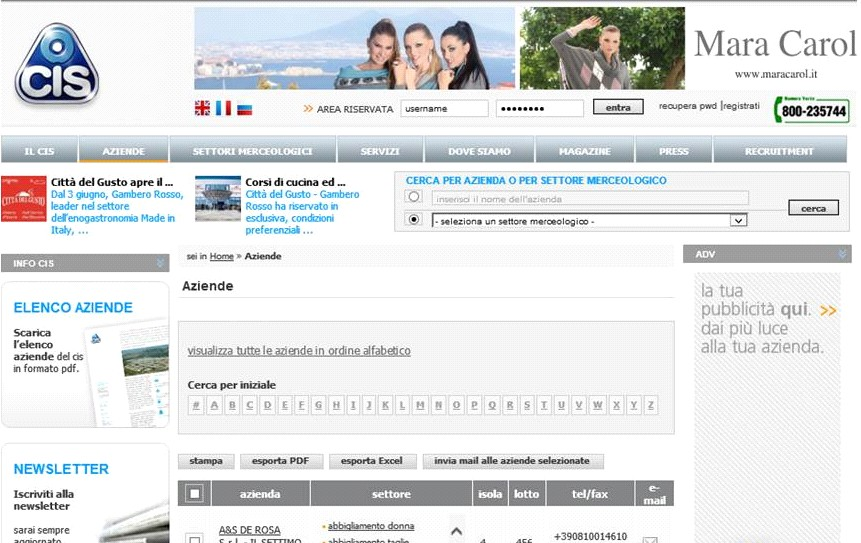 CIS
Mara Carol
www.maracarol.it
AREA RISERVATA
username
entra
recupera pwd |registrati
Numero Verde
800-235744
IL CIS
AZIENDE
SETTORI MERCEOLOGICI
SERVIZI
DOVE SIAMO
MAGAZINE
PRESS
RECRUITMENT
CITTÀ DEL GUSTO
Città del Gusto apre il ...
Dal 3 giugno, Gambero Rosso,
leader nel settore
dell'enogastronomia Made in
Italy, ...
Corsi di cucina ed ...
Città del Gusto - Gambero
Rosso ha riservato in
esclusiva, condizioni
preferenziali ...
CERCA PER AZIENDA O PER SETTORE MERCEOLOGICO
inserisci il nome dell'azienda
- seleziona un settore merceologico -
cerca
INFO CIS
sei in Home » Aziende
ADV
Aziende
ELENCO AZIENDE
Scarica
l'elenco
aziende del cis
in formato pdf.
visualizza tutte le aziende in ordine alfabetico
Cerca per iniziale
# A B C D E F G H I J K L M N O P Q R S T U V W X Y Z
la tua
pubblicità qui. >>
dai più luce
alla tua azienda.
NEWSLETTER
Iscriviti alla
newsletter
sarai sempre
aggiornato
stampa
esporta PDF
esporta Excel
invia mail alle aziende selezionate
azienda
settore
isola
lotto
tel/fax
e-
mail
A&S DE ROSA
S.r.l. - IL SETTIMO
abbigliamento donna
abbigliamento taglie
4
456
+390810014610